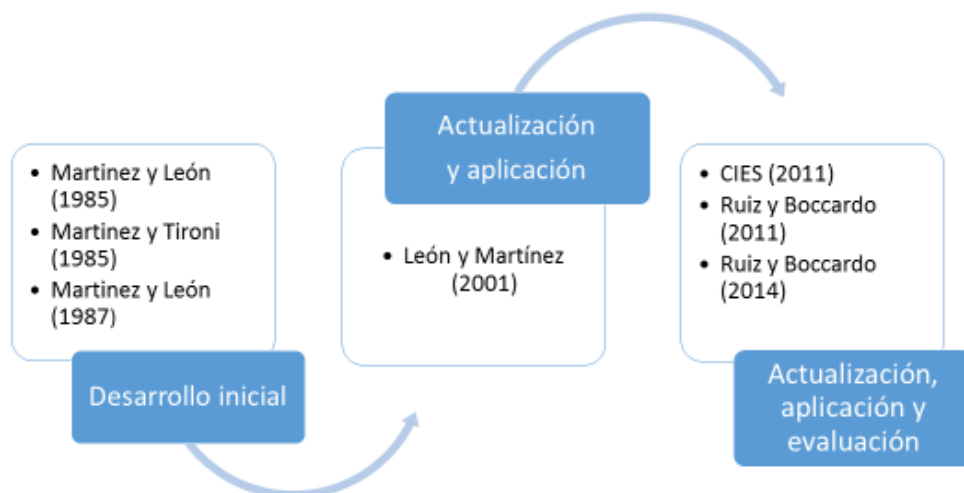 • Martinez y León
(1985)
• Martinez y Tironi
(1985)
• Martinez y León
(1987)
Desarrollo inicial
Actualización
y aplicación
• León y Martínez
(2001)
• CIES (2011)
• Ruiz y Boccardo
(2011)
• Ruiz y Boccardo
(2014)
Actualización,
aplicación y
evaluación